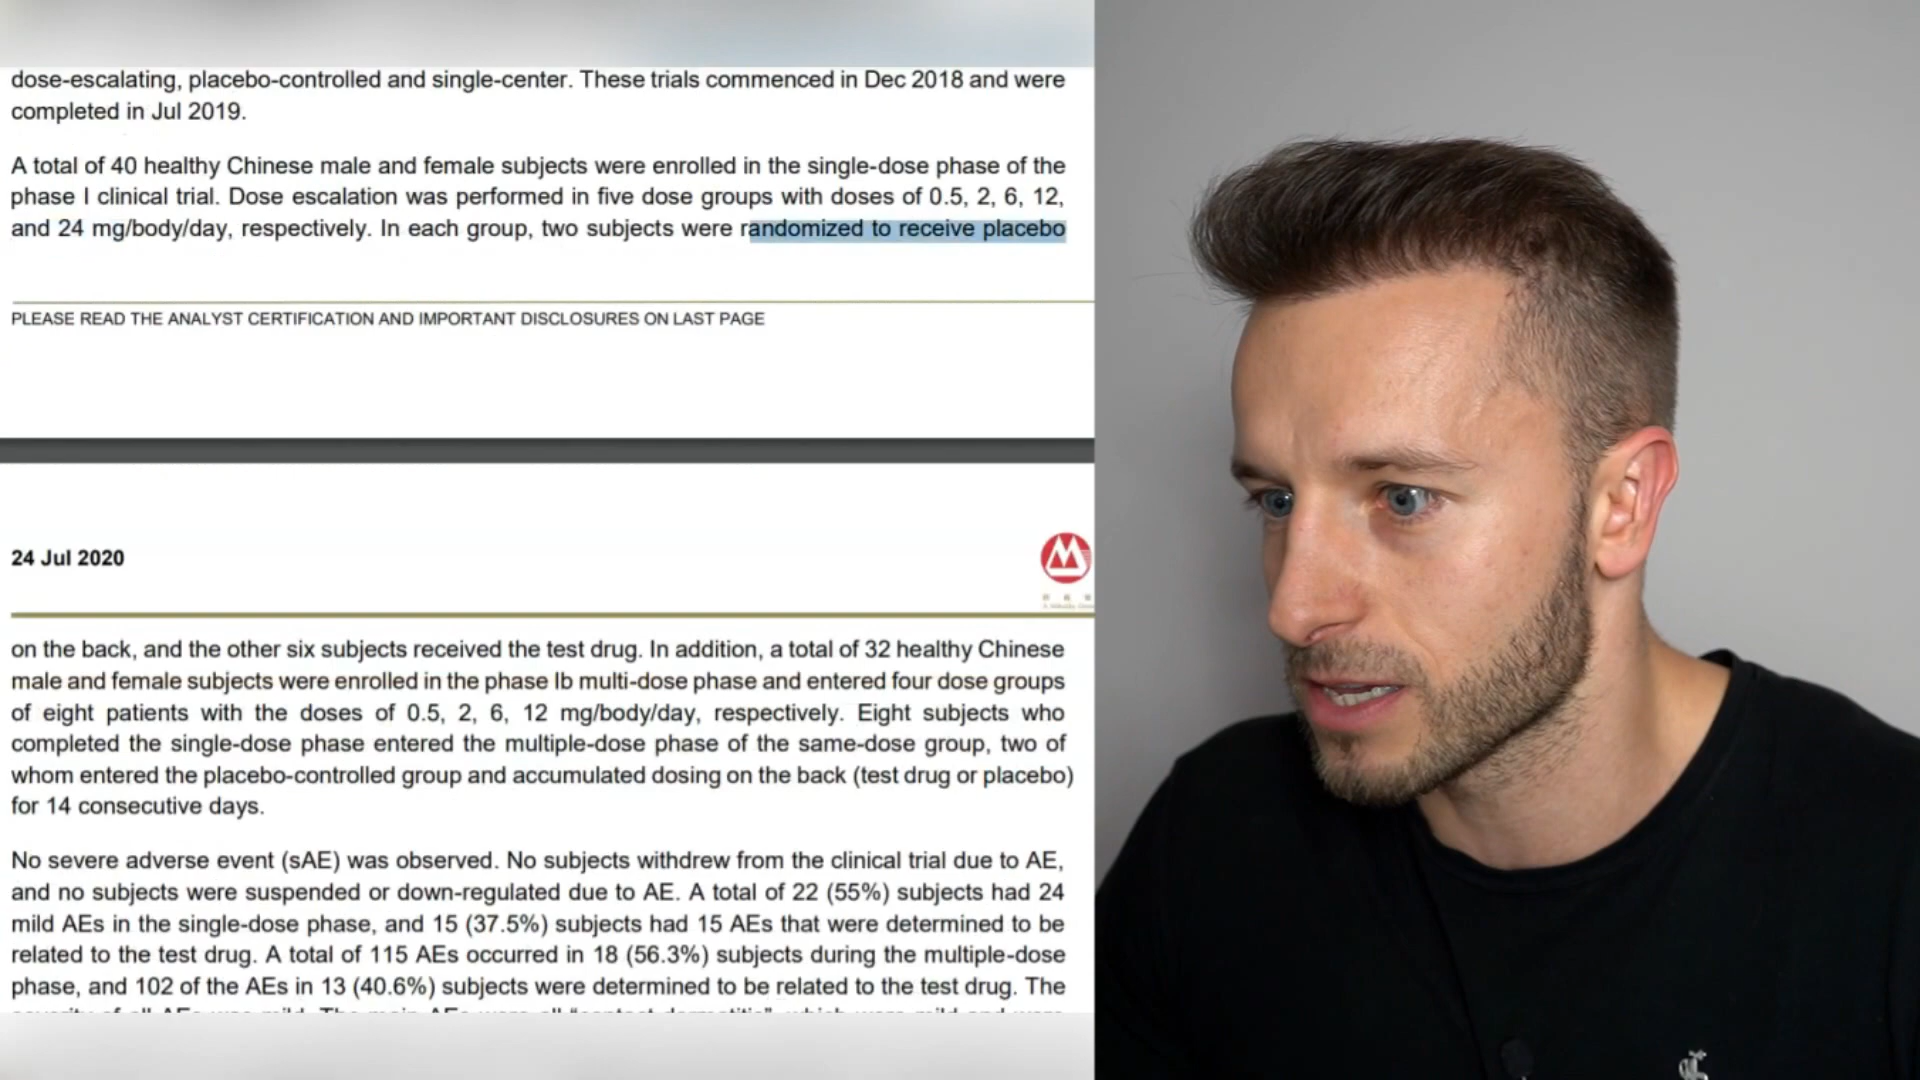 dose-escalating, placebo-controlled and single-center. These trials commenced in Dec 2018 and were
completed in Jul 2019.
A total of 40 healthy Chinese male and female subjects were enrolled in the single-dose phase of the
phase I clinical trial. Dose escalation was performed in five dose groups with doses of 0.5, 2, 6, 12,
and 24 mg/body/day, respectively. In each group, two subjects were randomized to receive placebo
PLEASE READ THE ANALYST CERTIFICATION AND IMPORTANT DISCLOSURES ON LAST PAGE
24 Jul 2020
on the back, and the other six subjects received the test drug. In addition, a total of 32 healthy Chinese
male and female subjects were enrolled in the phase Ib multi-dose phase and entered four dose groups
of eight patients with the doses of 0.5, 2, 6, 12 mg/body/day, respectively. Eight subjects who
completed the single-dose phase entered the multiple-dose phase of the same-dose group, two of
whom entered the placebo-controlled group and accumulated dosing on the back (test drug or placebo)
for 14 consecutive days.
No severe adverse event (sAE) was observed. No subjects withdrew from the clinical trial due to AE,
and no subjects were suspended or down-regulated due to AE. A total of 22 (55%) subjects had 24
mild AEs in the single-dose phase, and 15 (37.5%) subjects had 15 AEs that were determined to be
related to the test drug. A total of 115 AEs occurred in 18 (56.3%) subjects during the multiple-dose
phase, and 102 of the AEs in 13 (40.6%) subjects were determined to be related to the test drug. The